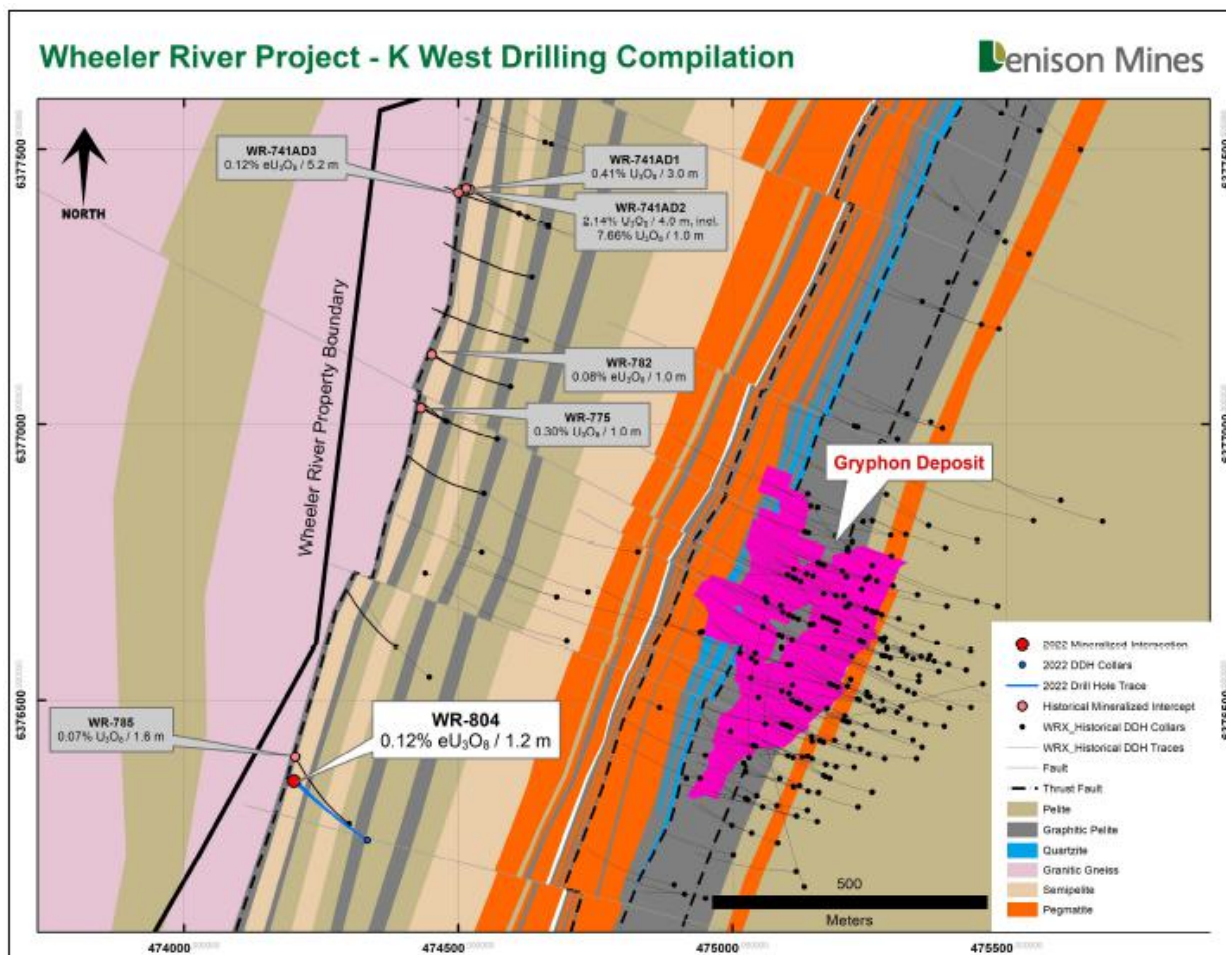 Wheeler River Project - K West Drilling Compilation
Denison Mines
NORTH
WR-741AD3
0.12% eU₃O₈ / 5.2 m
WR-741AD1
0.41% U₃O₈ / 3.0 m
WR-741AD2
2.14% U₃O₈ / 4.0 m, incl.
7.66% U₃O₈ / 1.0 m
WR-782
0.08% eU₃O₈ / 1.0 m
WR-775
0.30% U₃O₈ / 1.0 m
Wheeler River Property Boundary
Gryphon Deposit
WR-785
0.07% U₃O₈ / 1.6 m
WR-804
0.12% eU₃O₈ / 1.2 m
6377500
6377000
6376500
6377500
6377000
6376500
2022 Mineralized Intersection
2022 DDH Collars
2022 Drill Hole Trace
Historical Mineralized Intercept
WRX_Historical DDH Collars
WRX_Historical DDH Traces
Fault
Thrust Fault
Pelite
Graphitic Pelite
Quartzite
Granitic Gneiss
Semipelite
Pegmatite
500
Meters
474000
474500
475000
475500